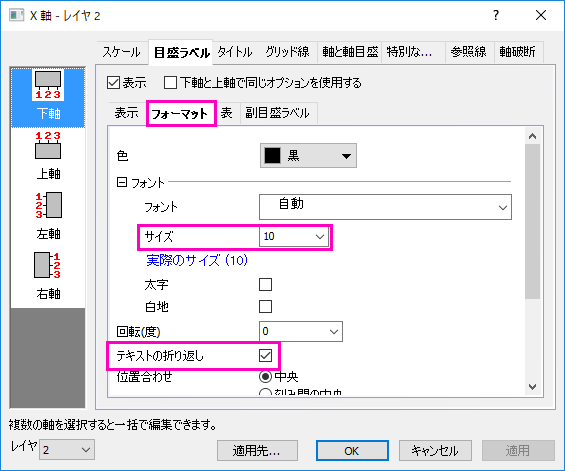 X 軸 - レイヤ 2
スケール 目盛ラベル タイトル グリッド線 軸と軸目盛 特別な... 参照線 軸破断
表示 下軸と上軸で同じオプションを使用する
表示 フォーマット 表 副目盛ラベル
123
下軸
123
上軸
1
2
3
左軸
1
2
3
右軸
色 黒
フォント
フォント 自動
サイズ 10
実際のサイズ (10)
太字
白地
回転(度) 0
テキストの折り返し
位置合わせ 中央
刻み間の中央
複数の軸を選択すると一括で編集できます。
レイヤ 2 適用先... OK キャンセル 適用